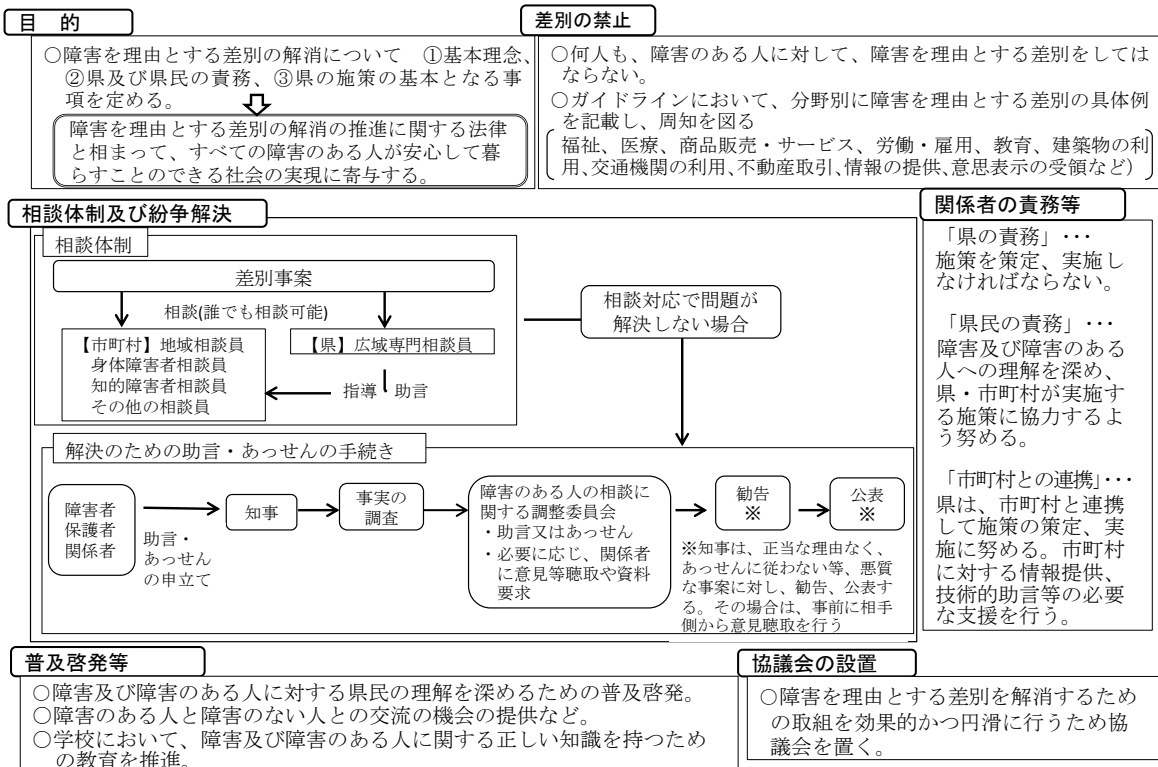 目　的
○障害を理由とする差別の解消について　①基本理念、
②県及び県民の責務、③県の施策の基本となる事
項を定める。
障害を理由とする差別の解消の推進に関する法律
と相まって、すべての障害のある人が安心して暮
らすことのできる社会の実現に寄与する。
差別の禁止
○何人も、障害のある人に対して、障害を理由とする差別をしては
ならない。
○ガイドラインにおいて、分野別に障害を理由とする差別の具体例
を記載し、周知を図る
福祉、医療、商品販売・サービス、労働・雇用、教育、建築物の利
用、交通機関の利用、不動産取引、情報の提供、意思表示の受領など）
相談体制及び紛争解決
相談体制
差別事案
相談(誰でも相談可能)
【市町村】地域相談員
身体障害者相談員
知的障害者相談員
その他の相談員
【県】広域専門相談員
指導・助言
相談対応で問題が
解決しない場合
解決のための助言・あっせんの手続き
障害者
保護者
関係者
助言・
あっせん
の申立て
知事
事実の
調査
障害のある人の相談に
関する調整委員会
・助言又はあっせん
・必要に応じ、関係者
に意見等聴取や資料
要求
勧告
※
公表
※
※知事は、正当な理由なく、
あっせんに従わない等、悪質
な事案に対し、勧告、公表す
る。その場合は、事前に相手
側から意見聴取を行う
関係者の責務等
「県の責務」･･･
施策を策定、実施し
なければならない。
「県民の責務」･･･
障害及び障害のある
人への理解を深め、
県・市町村が実施す
る施策に協力するよ
う努める。
「市町村との連携」･･･
県は、市町村と連携
して施策の策定、実
施に努める。市町村
に対する情報提供、
技術的助言等の必要
な支援を行う。
普及啓発等
○障害及び障害のある人に対する県民の理解を深めるための普及啓発。
○障害のある人と障害のない人との交流の機会の提供など。
○学校において、障害及び障害のある人に関する正しい知識を持つため
の教育を推進。
協議会の設置
○障害を理由とする差別を解消するため
の取組を効果的かつ円滑に行うため協
議会を置く。